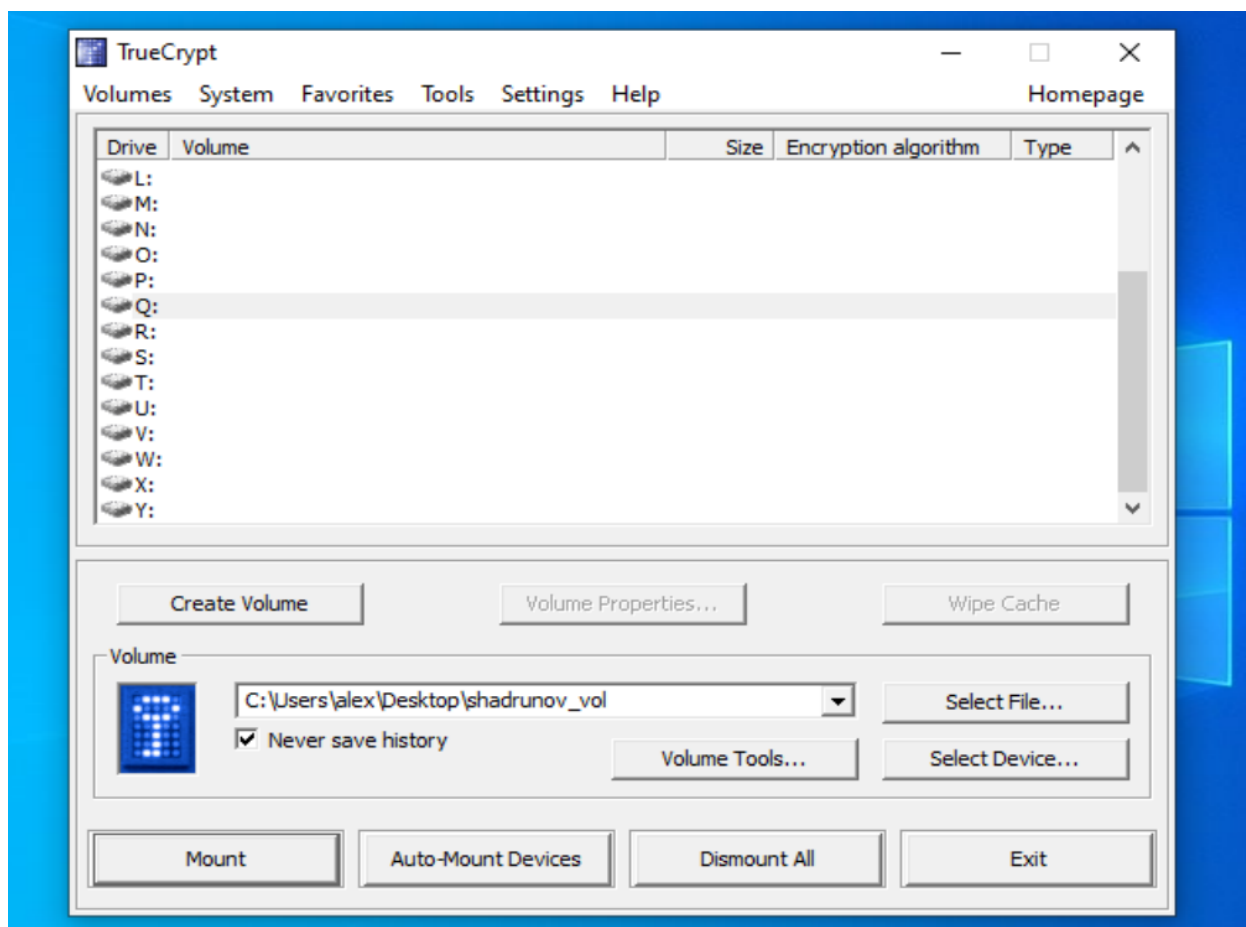 TrueCrypt
Volumes System Favorites Tools Settings Help Homepage
Drive Volume Size Encryption algorithm Type
L:
M:
N:
O:
P:
Q:
R:
S:
T:
U:
V:
W:
X:
Y:
Create Volume Volume Properties... Wipe Cache
Volume
C:\Users\alex\Desktop\shadrunov_vol Select File...
Never save history
Volume Tools... Select Device...
Mount Auto-Mount Devices Dismount All Exit